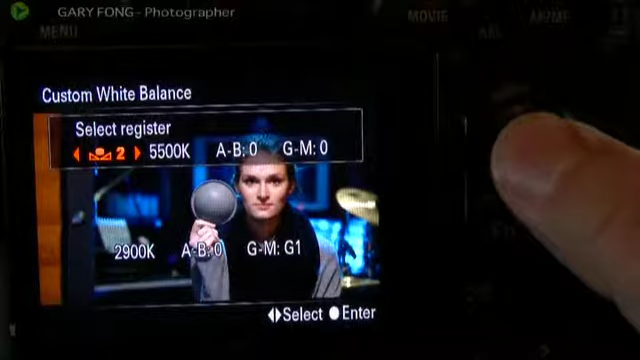 GARY FONG - Photographer
MOVIE
MENU
Custom White Balance
Select register
2 5500K A-B: 0 G-M: 0
2900K A-B: 0 G-M: G1
Select Enter